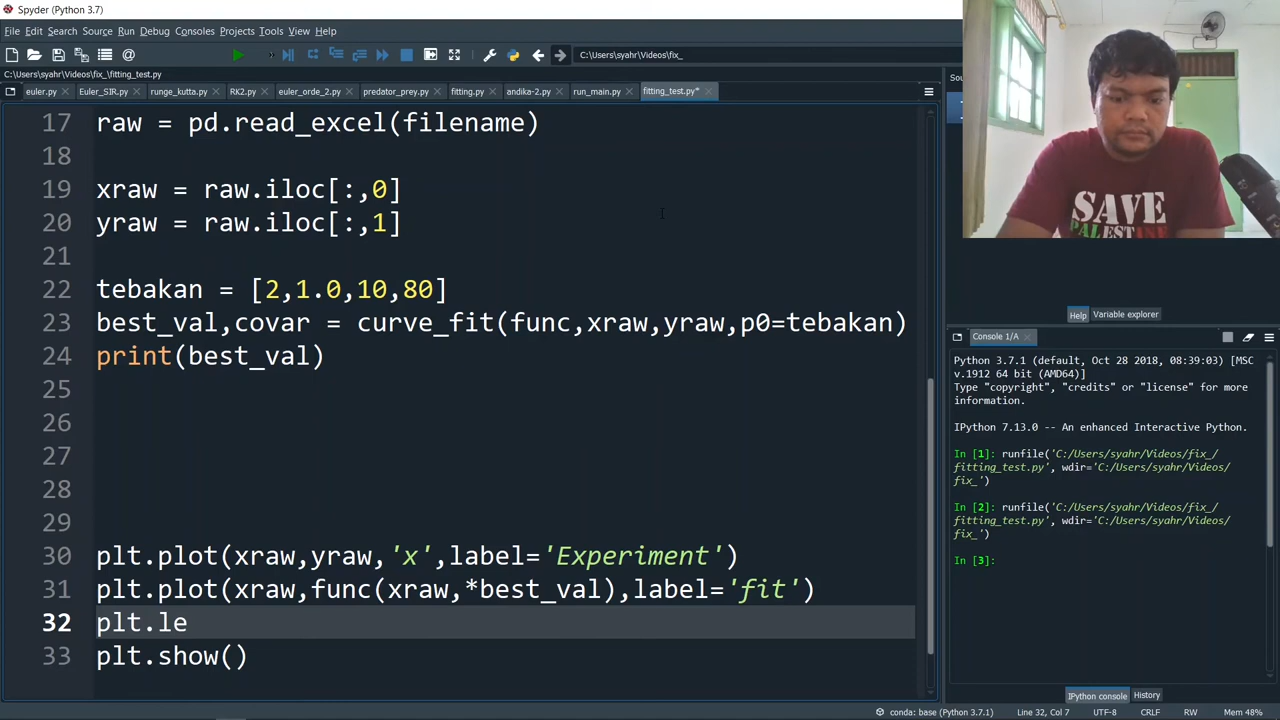 Spyder (Python 3.7)
File Edit Search Source Run Debug Consoles Projects Tools View Help
C:\Users\syahr\Videos\fix_
C:\Users\syahr\Videos\fix_\fitting_test.py
euler.py Euler_SIR.py runge_kutta.py RK2.py euler_orde_2.py predator_prey.py fitting.py andika-2.py run_main.py fitting_test.py*
17 raw = pd.read_excel(filename)
18
19 xraw = raw.iloc[:,0]
20 yraw = raw.iloc[:,1]
21
22 tebakan = [2,1.0,10,80]
23 best_val,covar = curve_fit(func,xraw,yraw,p0=tebakan)
24 print(best_val)
25
26
27
28
29
30 plt.plot(xraw,yraw,'x',label='Experiment')
31 plt.plot(xraw,func(xraw,*best_val),label='fit')
32 plt.le
33 plt.show()
SAVE
PALESTINE
Help Variable explorer
Console 1/A
Python 3.7.1 (default, Oct 28 2018, 08:39:03) [MSC
v.1912 64 bit (AMD64)]
Type "copyright", "credits" or "license" for more
information.
IPython 7.13.0 -- An enhanced Interactive Python.
In [1]: runfile('C:/Users/syahr/Videos/fix_/
fitting_test.py', wdir='C:/Users/syahr/Videos/
fix_')
In [2]: runfile('C:/Users/syahr/Videos/fix_/
fitting_test.py', wdir='C:/Users/syahr/Videos/
fix_')
In [3]:
IPython console History
conda: base (Python 3.7.1) Line 32, Col 7 UTF-8 CRLF RW Mem 48%